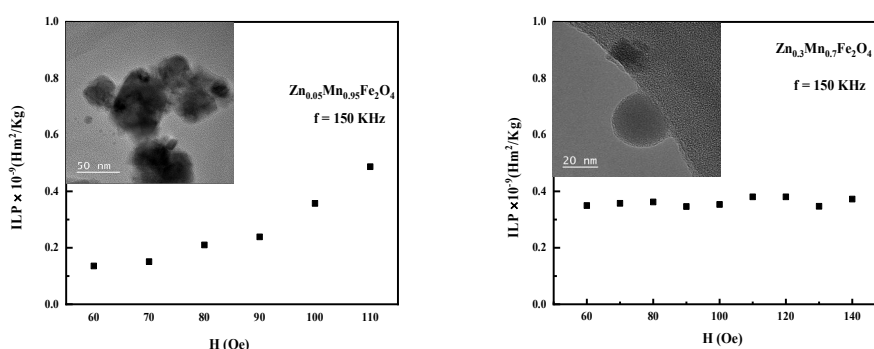 1.0
0.8
0.6
0.4
0.2
0.0
ILP × 10⁻⁹(Hm²/Kg)
50 nm
Zn₀.₀₅Mn₀.₉₅Fe₂O₄
f = 150 KHz
60 70 80 90 100 110
H (Oe)
1.0
0.8
0.6
0.4
0.2
0.0
ILP ×10⁻⁹(Hm²/Kg)
20 nm
Zn₀.₃Mn₀.₇Fe₂O₄
f = 150 KHz
60 80 100 120 140
H (Oe)